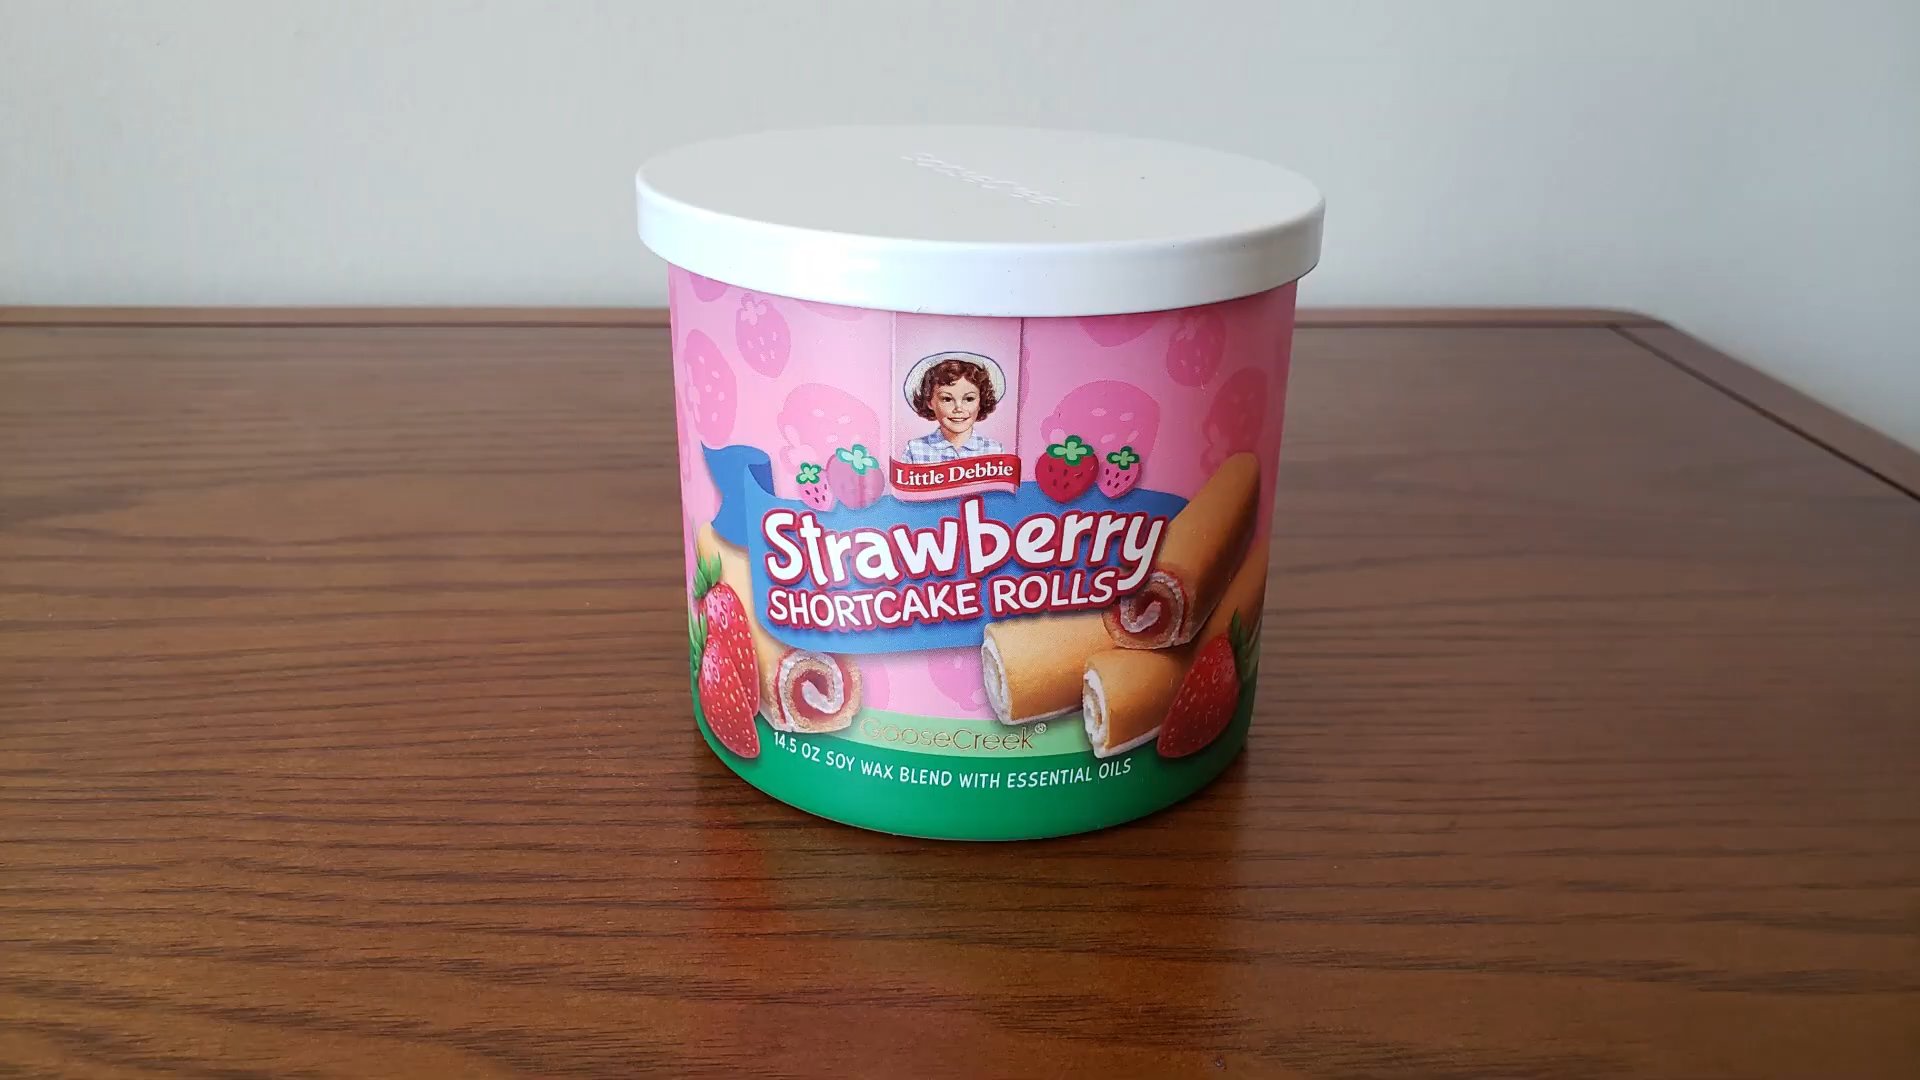 Little Debbie
Strawberry
SHORTCAKE ROLLS
GooseCreek®
14.5 OZ SOY WAX BLEND WITH ESSENTIAL OILS